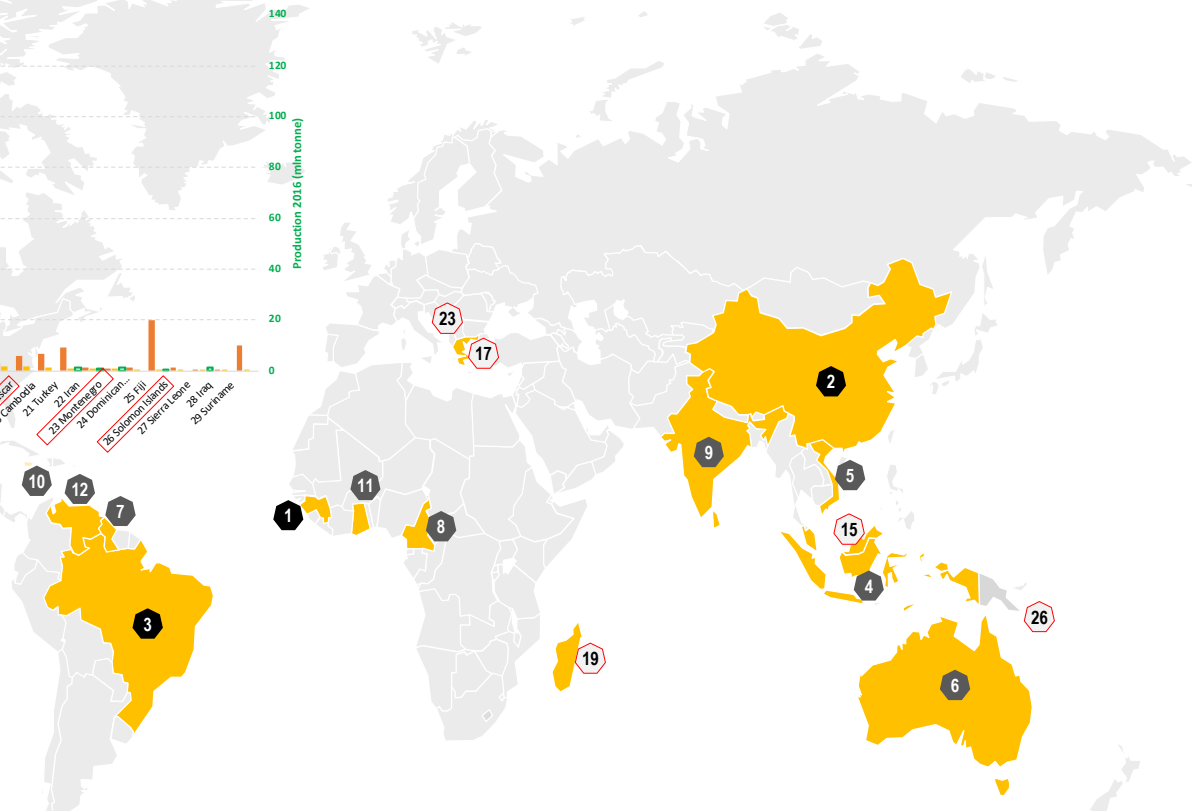 140
120
100
80
60
40
20
0
Production 2016 (mln tonne)
Cambodia
21 Turkey
22 Iran
23 Montenegro
24 Dominican...
25 Fiji
26 Solomon Islands
27 Sierra Leone
28 Iraq
29 Suriname
23
17
2
9
10
12
7
11
5
1
8
15
4
3
26
19
6